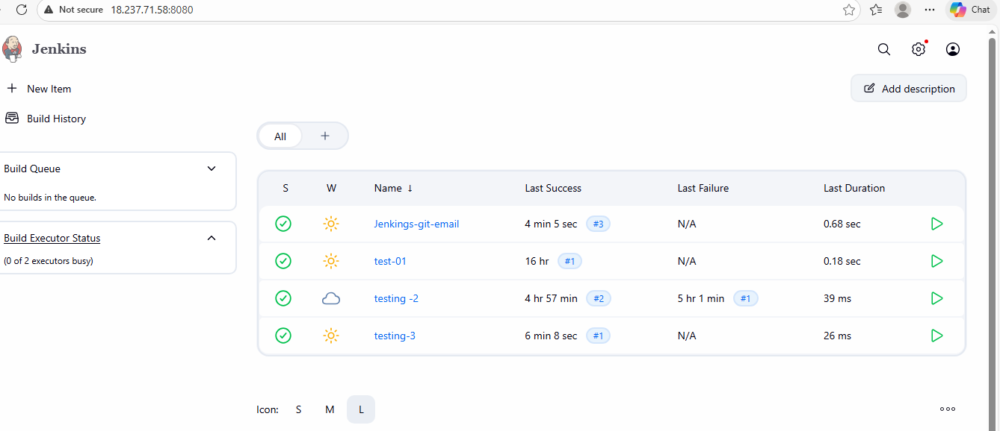 Not secure 18.237.71.58:8080 Chat
Jenkins
New Item
Add description
Build History
All
Build Queue
No builds in the queue.
Build Executor Status
(0 of 2 executors busy)
S W Name ↓ Last Success Last Failure Last Duration
Jenkings-git-email 4 min 5 sec #3 N/A 0.68 sec
test-01 16 hr #1 N/A 0.18 sec
testing -2 4 hr 57 min #2 5 hr 1 min #1 39 ms
testing-3 6 min 8 sec #1 N/A 26 ms
Icon: S M L